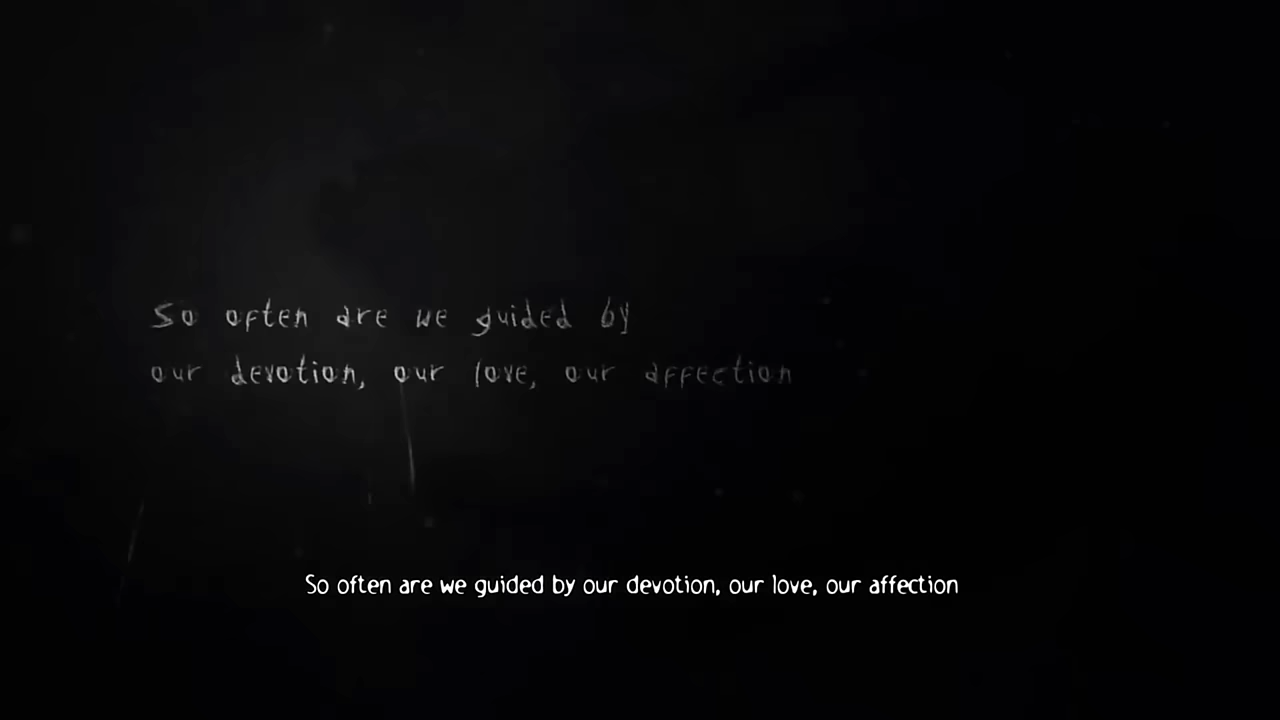 So often are we guided by
our devotion, our love, our affection
So often are we guided by our devotion, our love, our affection